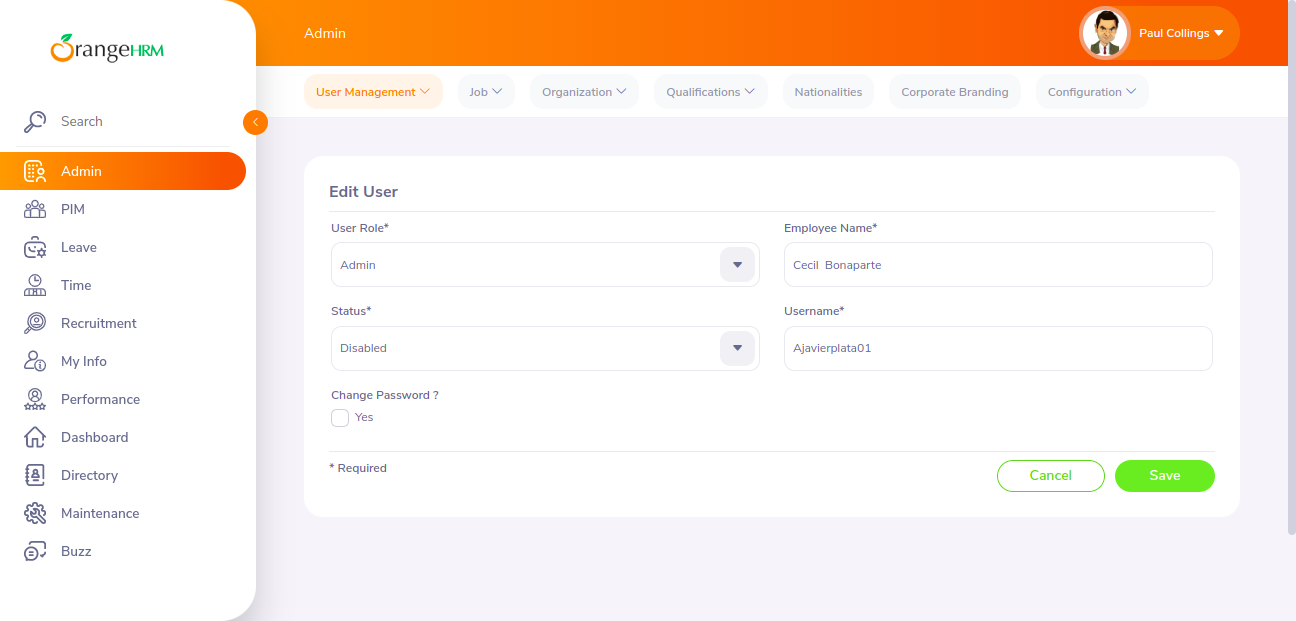 OrangeHRM
Admin
Paul Collings
User Management
Job
Organization
Qualifications
Nationalities
Corporate Branding
Configuration
Search
Admin
PIM
Leave
Time
Recruitment
My Info
Performance
Dashboard
Directory
Maintenance
Buzz
Edit User
User Role*
Employee Name*
Admin
Cecil  Bonaparte
Status*
Username*
Disabled
Ajavierplata01
Change Password ?
Yes
* Required
Cancel
Save